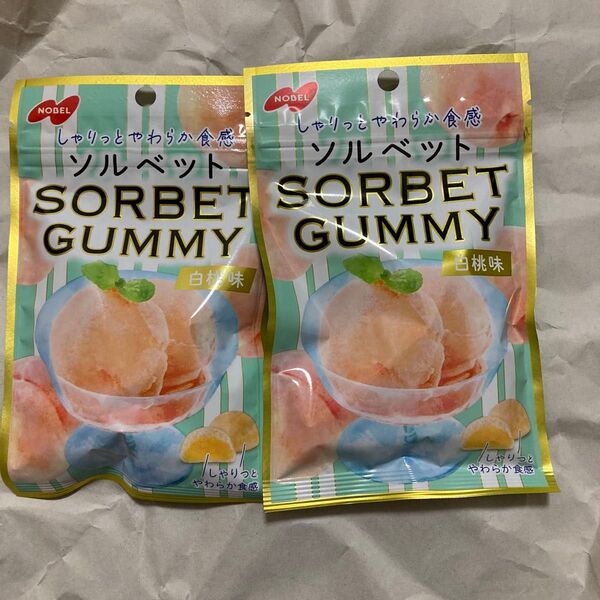 NOBEL
しゃりっとやわらか食感
ソルベット
SORBET
GUMMY
白桃味
しゃりっと
やわらか食感
NOBEL
しゃりっとやわらか食感
ソルベット
SORBET
GUMMY
白桃味
しゃりっと
やわらか食感